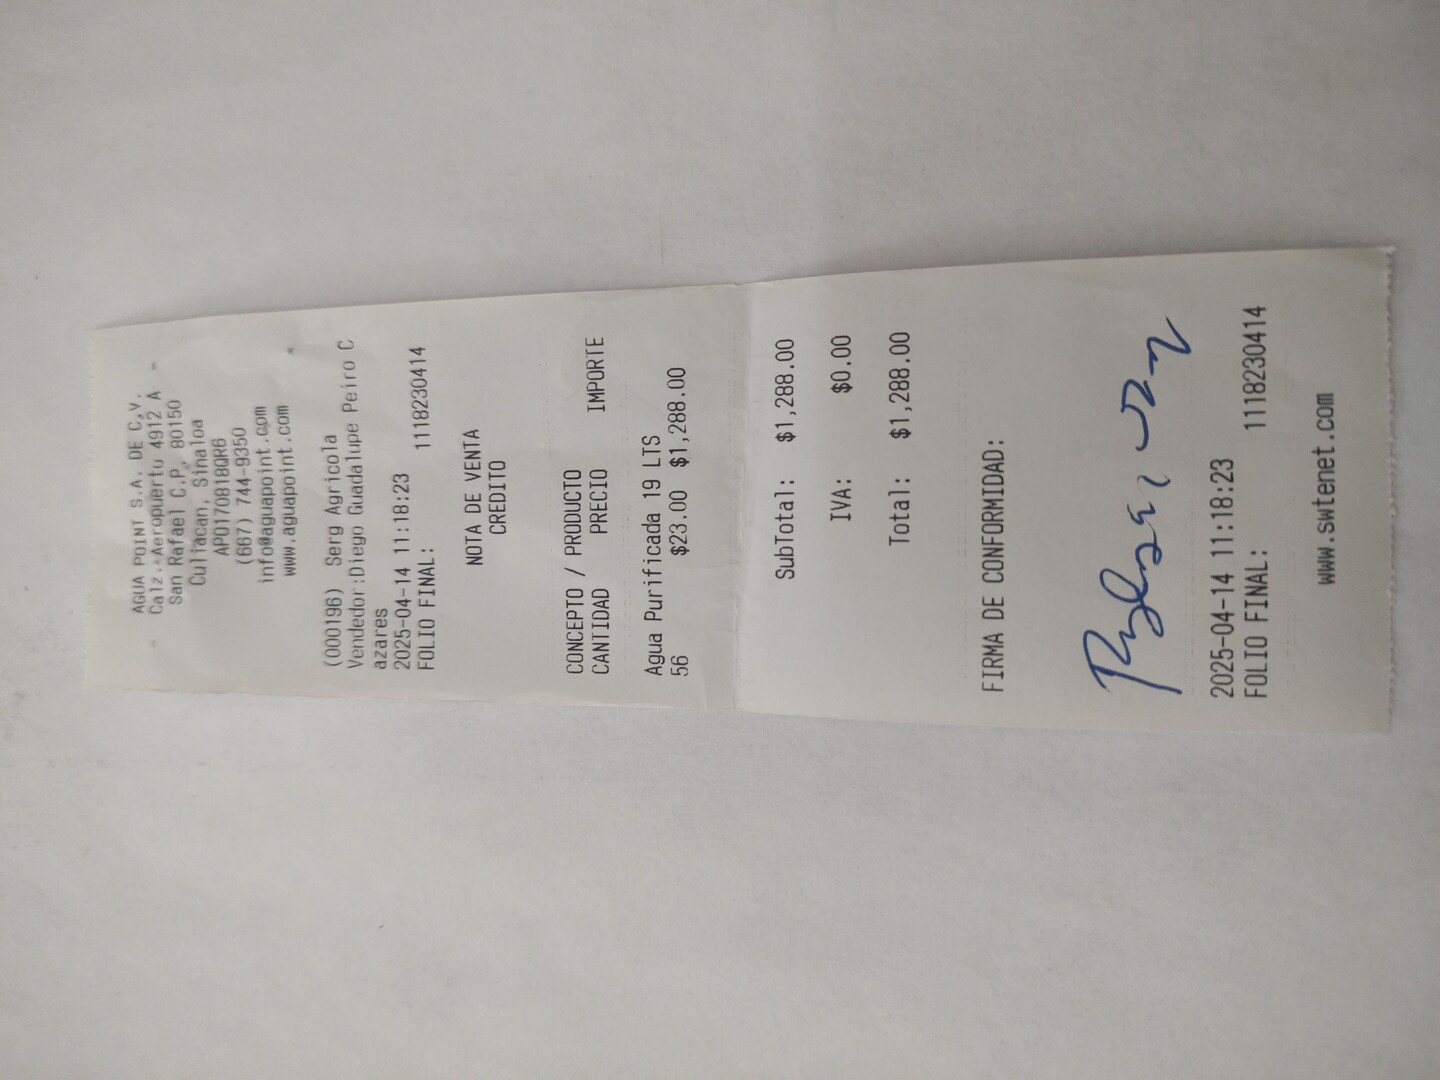 AGUA POINT S.A. DE C.V.
Calz. Aeropuerto 4912 A
San Rafael C.P. 80150
Culiacan, Sinaloa
APO170818QR6
(667) 744-9350
info@aguapoint.com
www.aguapoint.com
(000196) Serg Agricola
Vendedor:Diego Guadalupe Peiro C
azares
2025-04-14 11:18:23
FOLIO FINAL: 1118230414
NOTA DE VENTA
CREDITO
CONCEPTO / PRODUCTO
CANTIDAD PRECIO IMPORTE
Agua Purificada 19 LTS
56 $23.00 $1,288.00
SubTotal: $1,288.00
IVA: $0.00
Total: $1,288.00
FIRMA DE CONFORMIDAD:
2025-04-14 11:18:23
FOLIO FINAL: 1118230414
www.swtenet.com